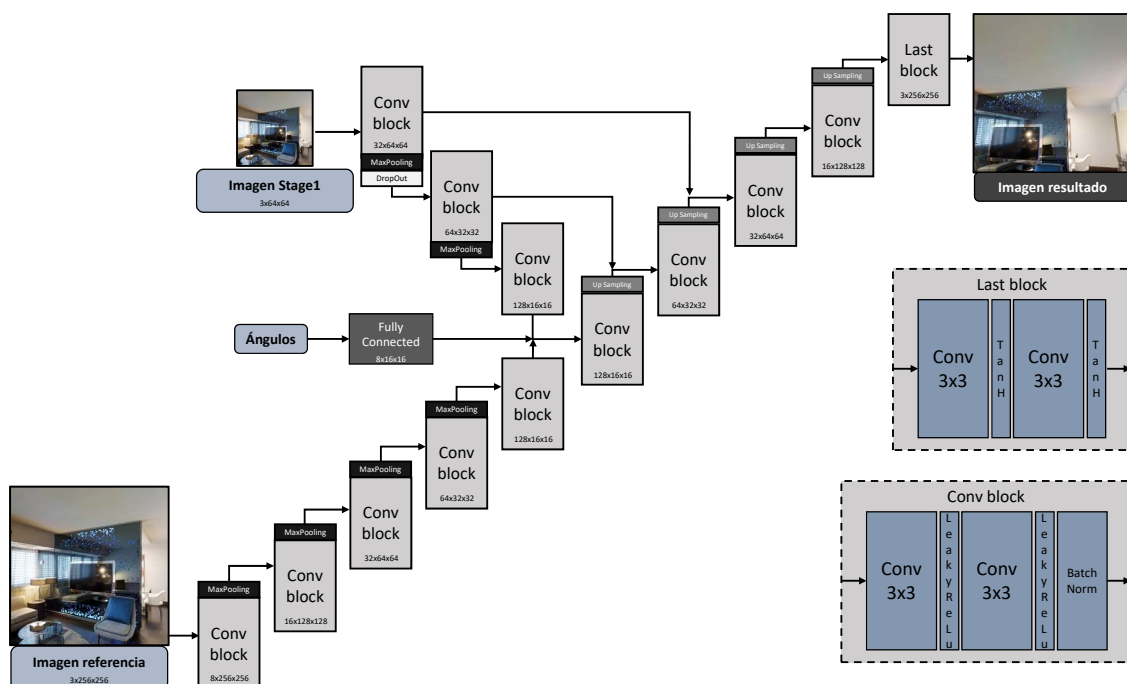 Conv
block
32x64x64
MaxPooling
DropOut
Imagen Stage1
3x64x64
Conv
block
64x32x32
MaxPooling
Conv
block
128x16x16
Ángulos
Fully
Connected
8x16x16
Imagen referencia
3x256x256
MaxPooling
Conv
block
8x256x256
MaxPooling
Conv
block
16x128x128
MaxPooling
Conv
block
32x64x64
MaxPooling
Conv
block
64x32x32
Conv
block
128x16x16
Up Sampling
Conv
block
128x16x16
Up Sampling
Conv
block
64x32x32
Up Sampling
Conv
block
32x64x64
Up Sampling
Conv
block
16x128x128
Last
block
3x256x256
Imagen resultado
Last block
Conv
3x3
TanH
Conv
3x3
TanH
Conv block
Conv
3x3
LeakyReLu
Conv
3x3
LeakyReLu
Batch
Norm